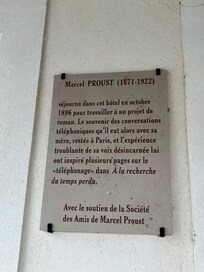 Marcel PROUST (1871-1922)
séjourna dans cet hôtel en octobre
1896 pour travailler à un projet de
roman. Le souvenir des conversations
téléphoniques qu'il eut alors avec sa
mère, restée à Paris, et l'expérience
troublante de sa voix désincarnée lui
ont inspiré plusieurs pages sur le
«téléphonage» dans À la recherche
du temps perdu.
Avec le soutien de la Société
des Amis de Marcel Proust